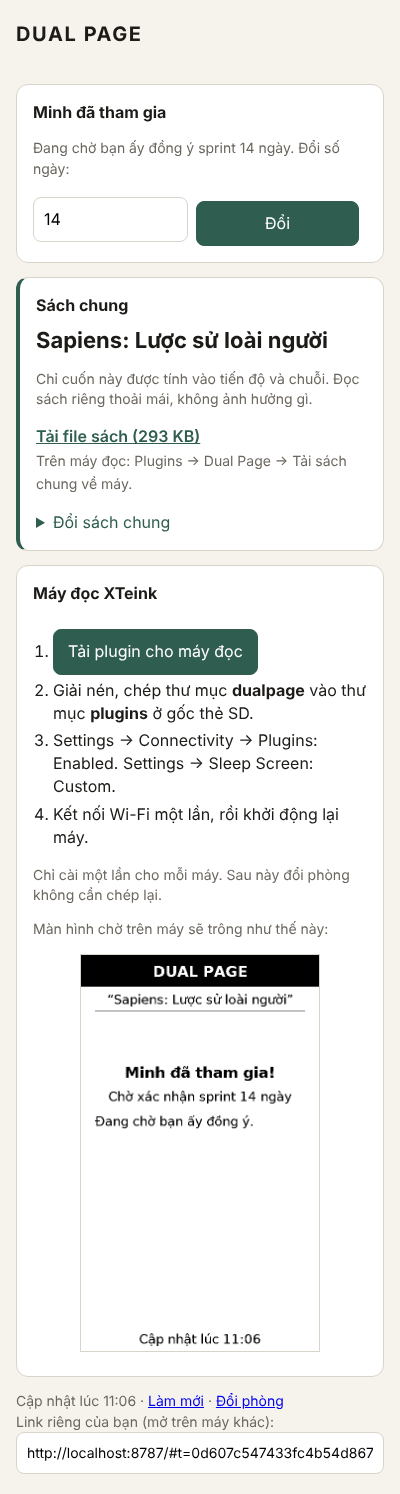 DUAL PAGE
Minh đã tham gia
Đang chờ bạn ấy đồng ý sprint 14 ngày. Đổi số
ngày:
14
Đổi
Sách chung
Sapiens: Lược sử loài người
Chỉ cuốn này được tính vào tiến độ và chuỗi. Đọc
sách riêng thoải mái, không ảnh hưởng gì.
Tải file sách (293 KB)
Trên máy đọc: Plugins → Dual Page → Tải sách
chung về máy.
▶ Đổi sách chung
Máy đọc XTeink
1. Tải plugin cho máy đọc
2. Giải nén, chép thư mục dualpage vào thư
mục plugins ở gốc thẻ SD.
3. Settings → Connectivity → Plugins:
Enabled. Settings → Sleep Screen:
Custom.
4. Kết nối Wi-Fi một lần, rồi khởi động lại
máy.
Chỉ cài một lần cho mỗi máy. Sau này đổi phòng
không cần chép lại.
Màn hình chờ trên máy sẽ trông như thế này:
DUAL PAGE
“Sapiens: Lược sử loài người”
Minh đã tham gia!
Chờ xác nhận sprint 14 ngày
Đang chờ bạn ấy đồng ý.
Cập nhật lúc 11:06
Cập nhật lúc 11:06 · Làm mới · Đổi phòng
Link riêng của bạn (mở trên máy khác):
http://localhost:8787/#t=0d607c547433fc4b54d867